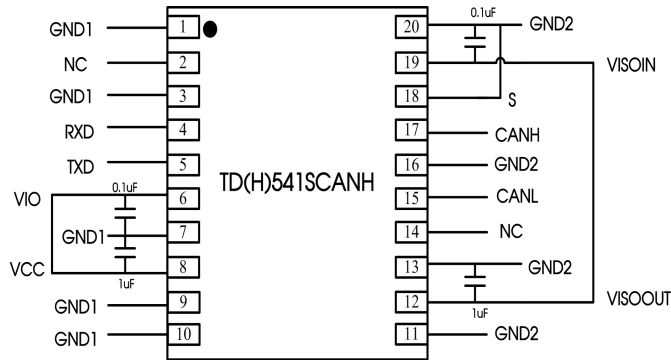 GND1 1 20 0.1uF GND2
NC 2 19 VISOIN
GND1 3 18 S
RXD 4 17 CANH
TXD 5 16 GND2
TD(H)541SCANH
VIO 0.1uF 6 15 CANL
GND1 7 14 NC
VCC 1uF 8 13 GND2
GND1 9 12 1uF VISOOUT
GND1 10 11 GND2